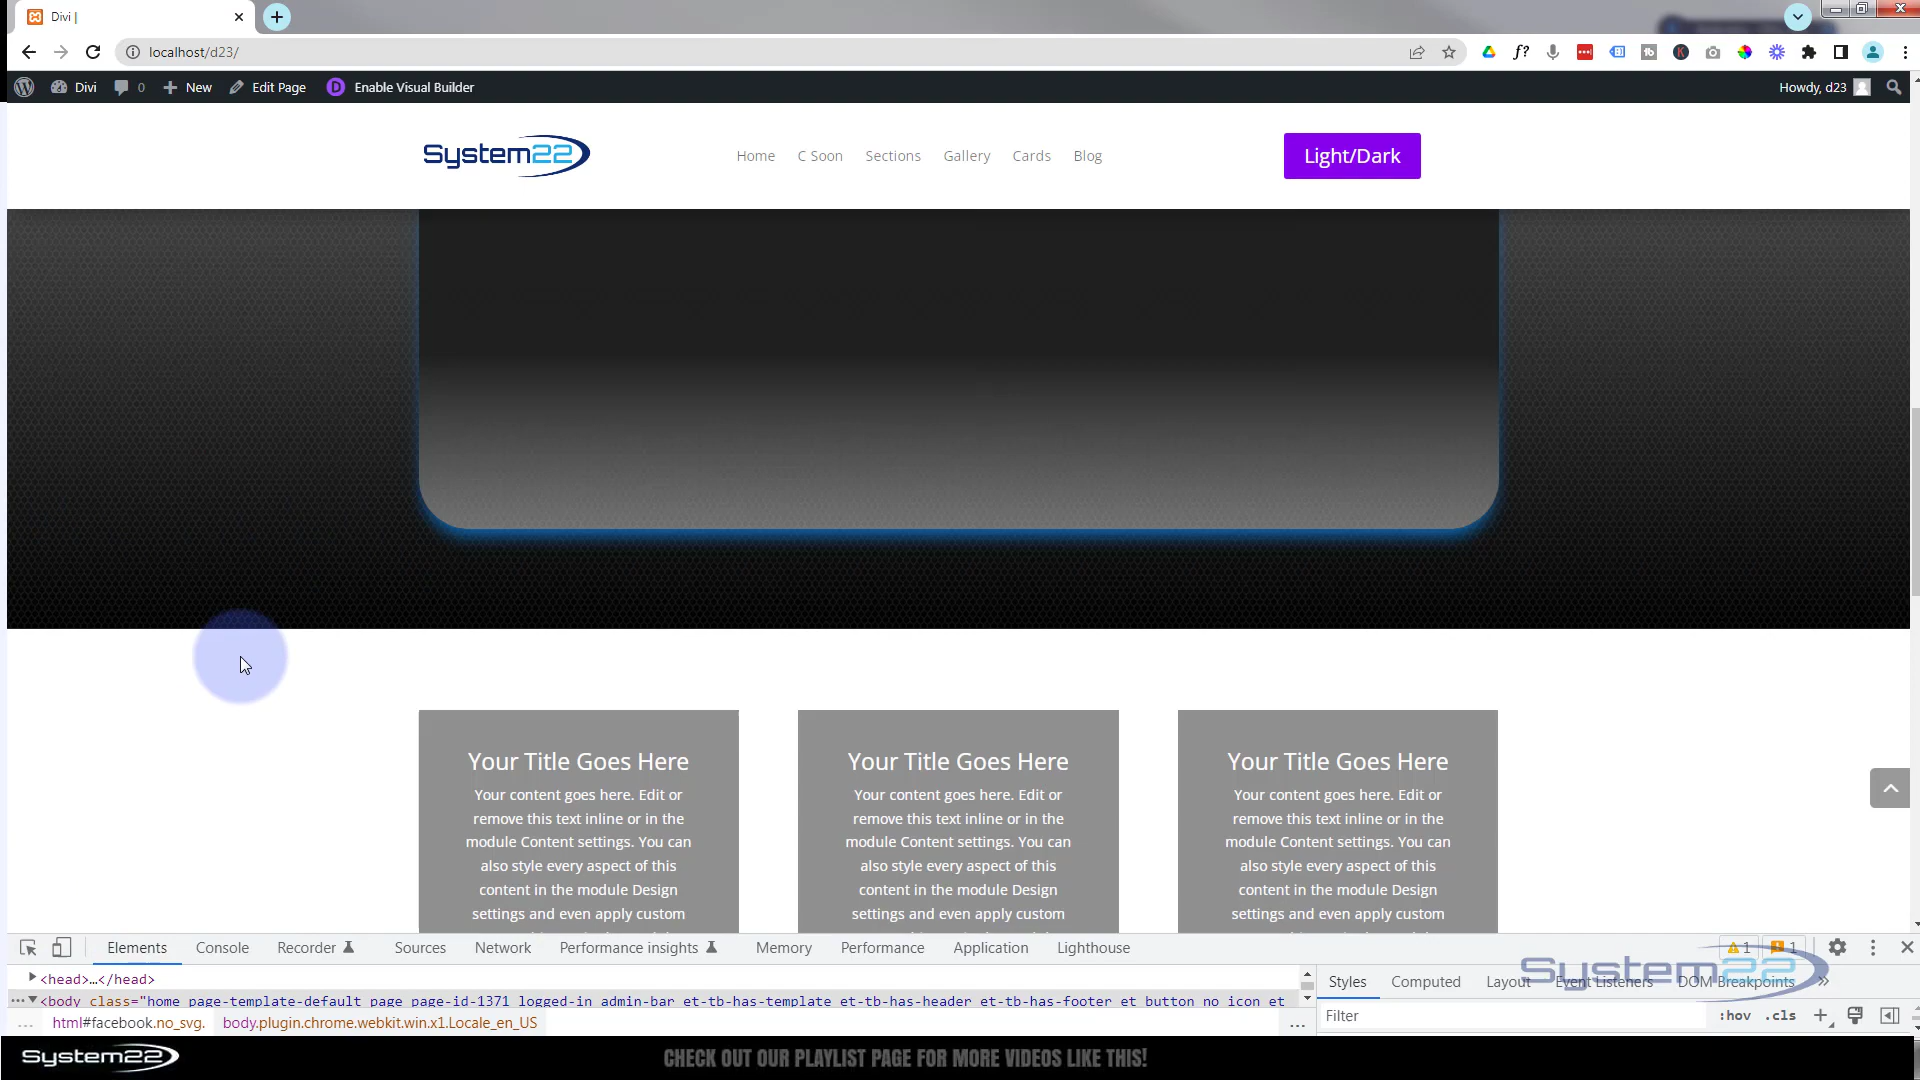 Divi |
localhost/d23/
Divi 0 New Edit Page D Enable Visual Builder Howdy, d23
System22 Home C Soon Sections Gallery Cards Blog Light/Dark
Your Title Goes Here
Your content goes here. Edit or
remove this text inline or in the
module Content settings. You can
also style every aspect of this
content in the module Design
settings and even apply custom
Your Title Goes Here
Your content goes here. Edit or
remove this text inline or in the
module Content settings. You can
also style every aspect of this
content in the module Design
settings and even apply custom
Your Title Goes Here
Your content goes here. Edit or
remove this text inline or in the
module Content settings. You can
also style every aspect of this
content in the module Design
settings and even apply custom
Elements Console Recorder Sources Network Performance insights Memory Performance Application Lighthouse 1 1
<head>…</head>
Styles Computed Layout Event Listeners DOM Breakpoints
System22
<body class="home page-template-default page page-id-1371 logged-in admin-bar et-tb-has-template et-tb-has-header et-tb-has-footer et button no icon et
... html#facebook.no_svg. body.plugin.chrome.webkit.win.x1.Locale_en_US ...
Filter :hov .cls
System22 CHECK OUT OUR PLAYLIST PAGE FOR MORE VIDEOS LIKE THIS!